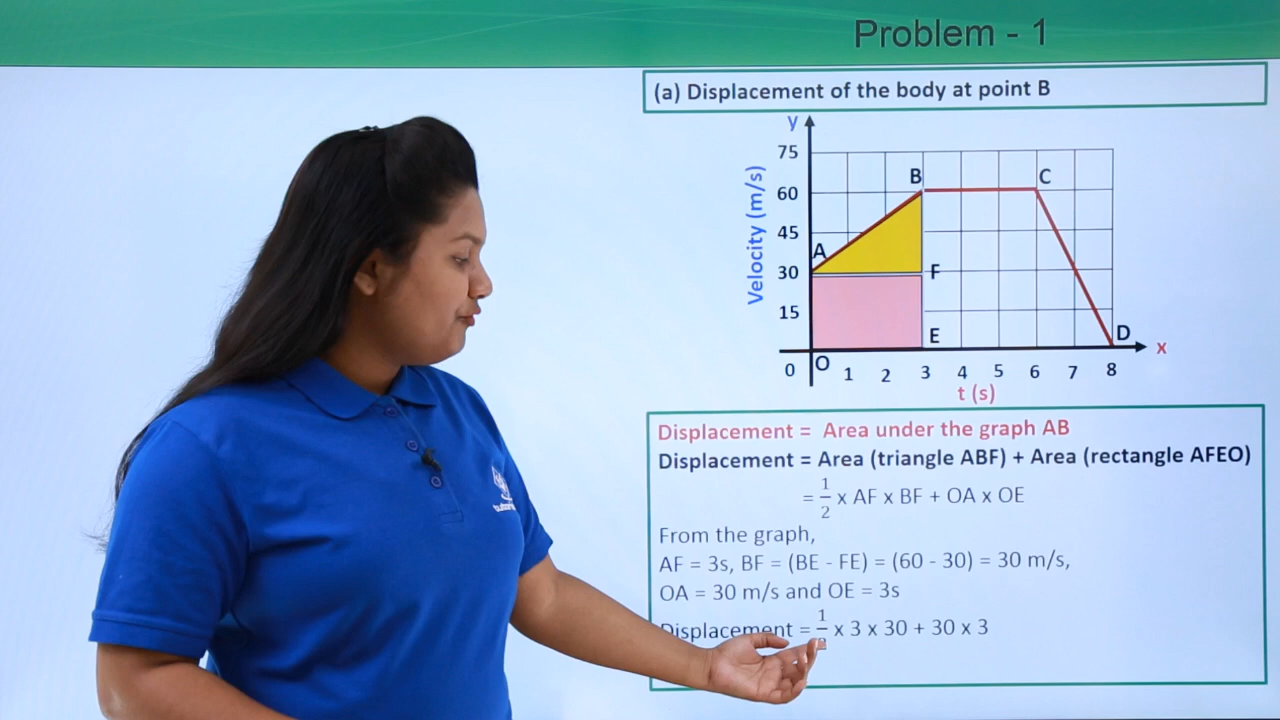 Problem - 1
(a) Displacement of the body at point B
y
75
60
45
30
15
0
Velocity (m/s)
A
B
C
F
E
D
O
x
1 2 3 4 5 6 7 8
t (s)
Displacement = Area under the graph AB
Displacement = Area (triangle ABF) + Area (rectangle AFEO)
= 1/2 x AF x BF + OA x OE
From the graph,
AF = 3s, BF = (BE - FE) = (60 - 30) = 30 m/s,
OA = 30 m/s and OE = 3s
Displacement = 1/2 x 3 x 30 + 30 x 3